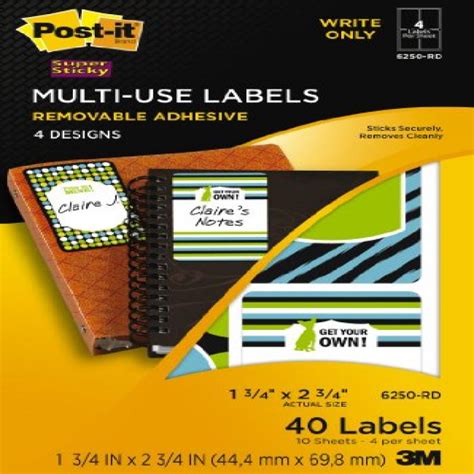 Post-it
Brand
Super
Sticky
WRITE
ONLY
4
Labels
Per Sheet
6250-RD
MULTI-USE LABELS
REMOVABLE ADHESIVE
4 DESIGNS
Sticks Securely,
Removes Cleanly
Claire J
GET YOUR
OWN!
Claire's
Notes
GET YOUR
OWN!
1 3/4" x 2 3/4"
ACTUAL SIZE
6250-RD
40 Labels
10 Sheets - 4 per sheet
1 3/4 IN x 2 3/4 IN (44,4 mm x 69,8 mm)
3M